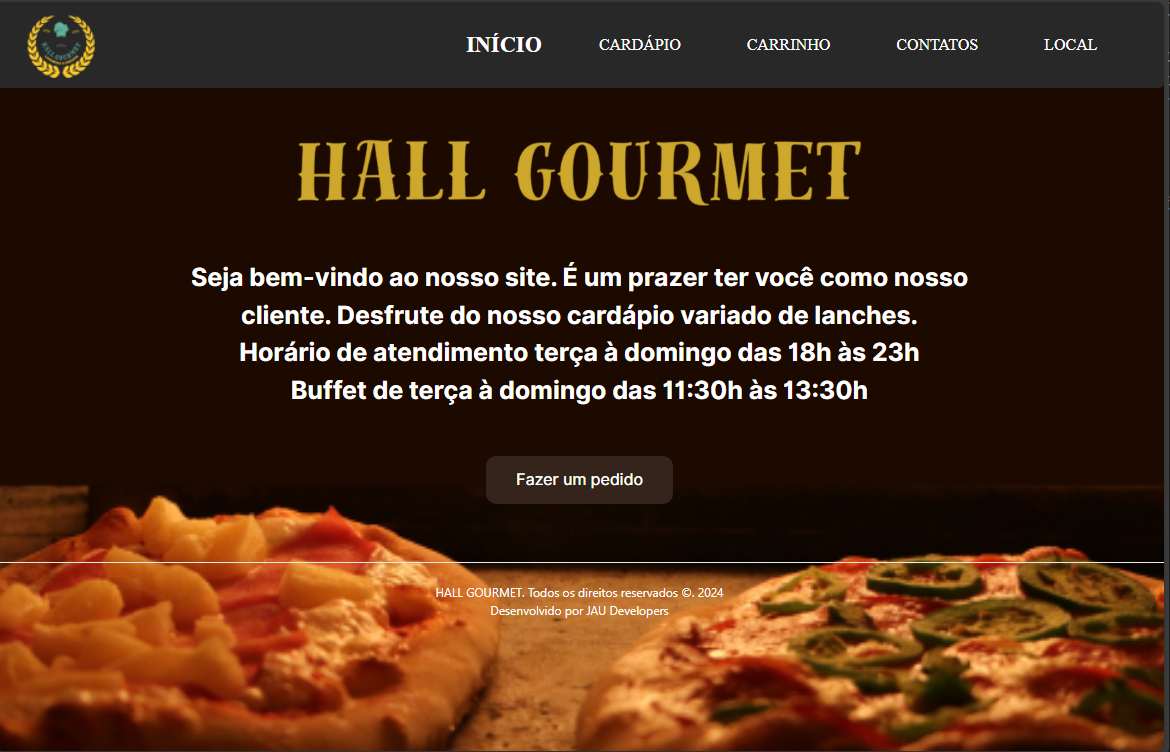 HALL GOURMET
INÍCIO
CARDÁPIO
CARRINHO
CONTATOS
LOCAL
HALL GOURMET
Seja bem-vindo ao nosso site. É um prazer ter você como nosso
cliente. Desfrute do nosso cardápio variado de lanches.
Horário de atendimento terça à domingo das 18h às 23h
Buffet de terça à domingo das 11:30h às 13:30h
Fazer um pedido
HALL GOURMET. Todos os direitos reservados ©. 2024
Desenvolvido por JAU Developers